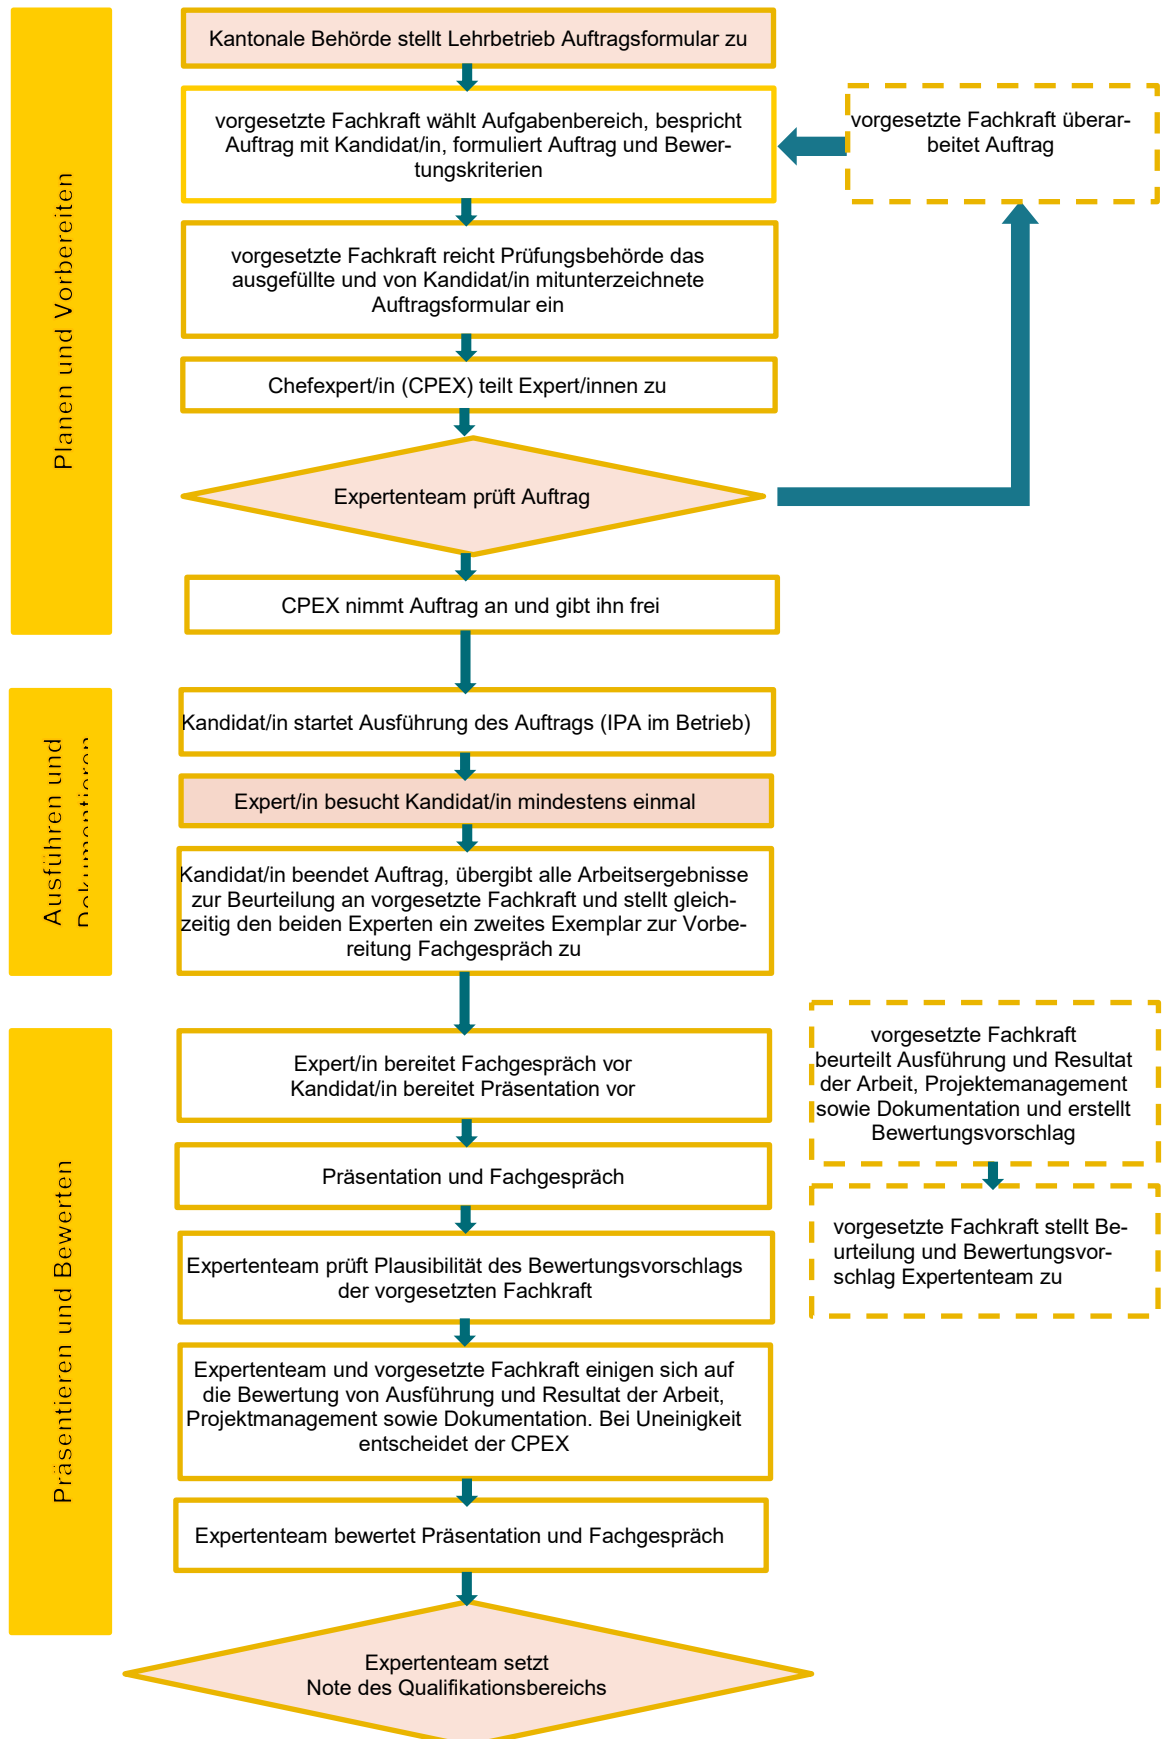 Planen und Vorbereiten
Kantonale Behörde stellt Lehrbetrieb Auftragsformular zu
vorgesetzte Fachkraft wählt Aufgabenbereich, bespricht
Auftrag mit Kandidat/in, formuliert Auftrag und Bewer-
tungskriterien
vorgesetzte Fachkraft überar-
beitet Auftrag
vorgesetzte Fachkraft reicht Prüfungsbehörde das
ausgefüllte und von Kandidat/in mitunterzeichnete
Auftragsformular ein
Chefexpert/in (CPEX) teilt Expert/innen zu
Expertenteam prüft Auftrag
CPEX nimmt Auftrag an und gibt ihn frei
Ausführen und
Dokumentieren
Kandidat/in startet Ausführung des Auftrags (IPA im Betrieb)
Expert/in besucht Kandidat/in mindestens einmal
Kandidat/in beendet Auftrag, übergibt alle Arbeitsergebnisse
zur Beurteilung an vorgesetzte Fachkraft und stellt gleich-
zeitig den beiden Experten ein zweites Exemplar zur Vorbe-
reitung Fachgespräch zu
Präsentieren und Bewerten
Expert/in bereitet Fachgespräch vor
Kandidat/in bereitet Präsentation vor
vorgesetzte Fachkraft
beurteilt Ausführung und Resultat
der Arbeit, Projektemanagement
sowie Dokumentation und erstellt
Bewertungsvorschlag
Präsentation und Fachgespräch
vorgesetzte Fachkraft stellt Be-
urteilung und Bewertungsvor-
schlag Expertenteam zu
Expertenteam prüft Plausibilität des Bewertungsvorschlags
der vorgesetzten Fachkraft
Expertenteam und vorgesetzte Fachkraft einigen sich auf
die Bewertung von Ausführung und Resultat der Arbeit,
Projektmanagement sowie Dokumentation. Bei Uneinigkeit
entscheidet der CPEX
Expertenteam bewertet Präsentation und Fachgespräch
Expertenteam setzt
Note des Qualifikationsbereichs